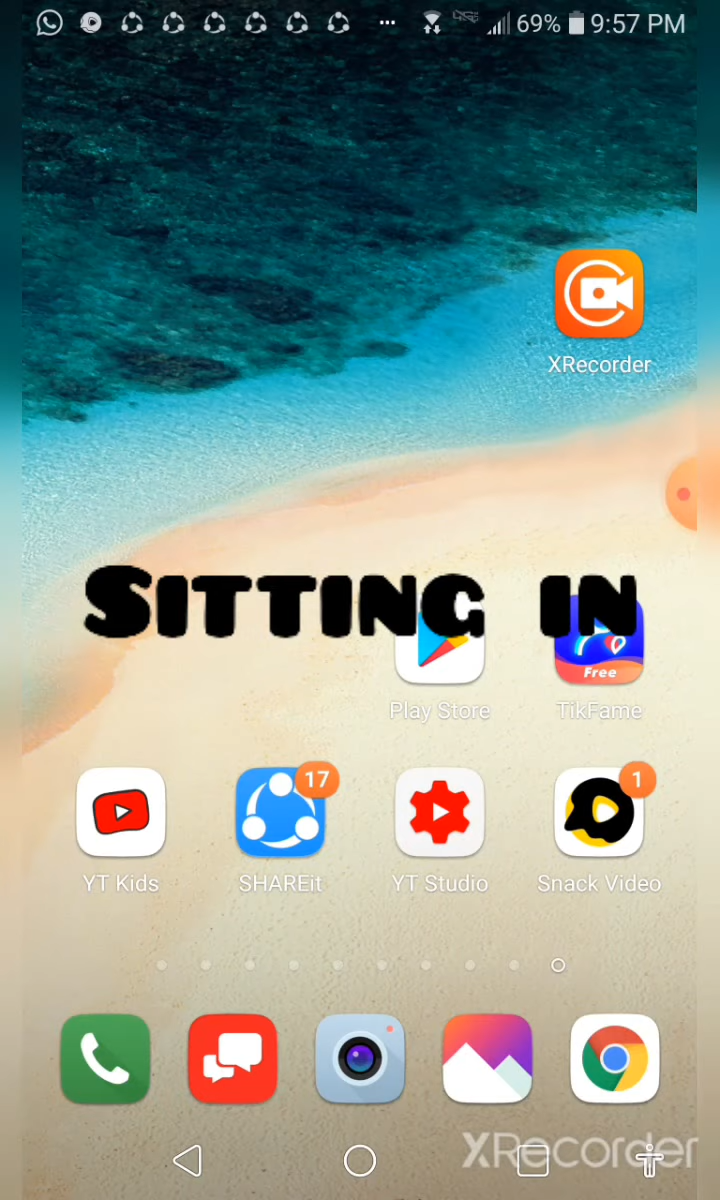 69% 9:57 PM
XRecorder
Sitting in
Free
Play Store
TikFame
17
1
YT Kids
SHAREit
YT Studio
Snack Video
XRecorder